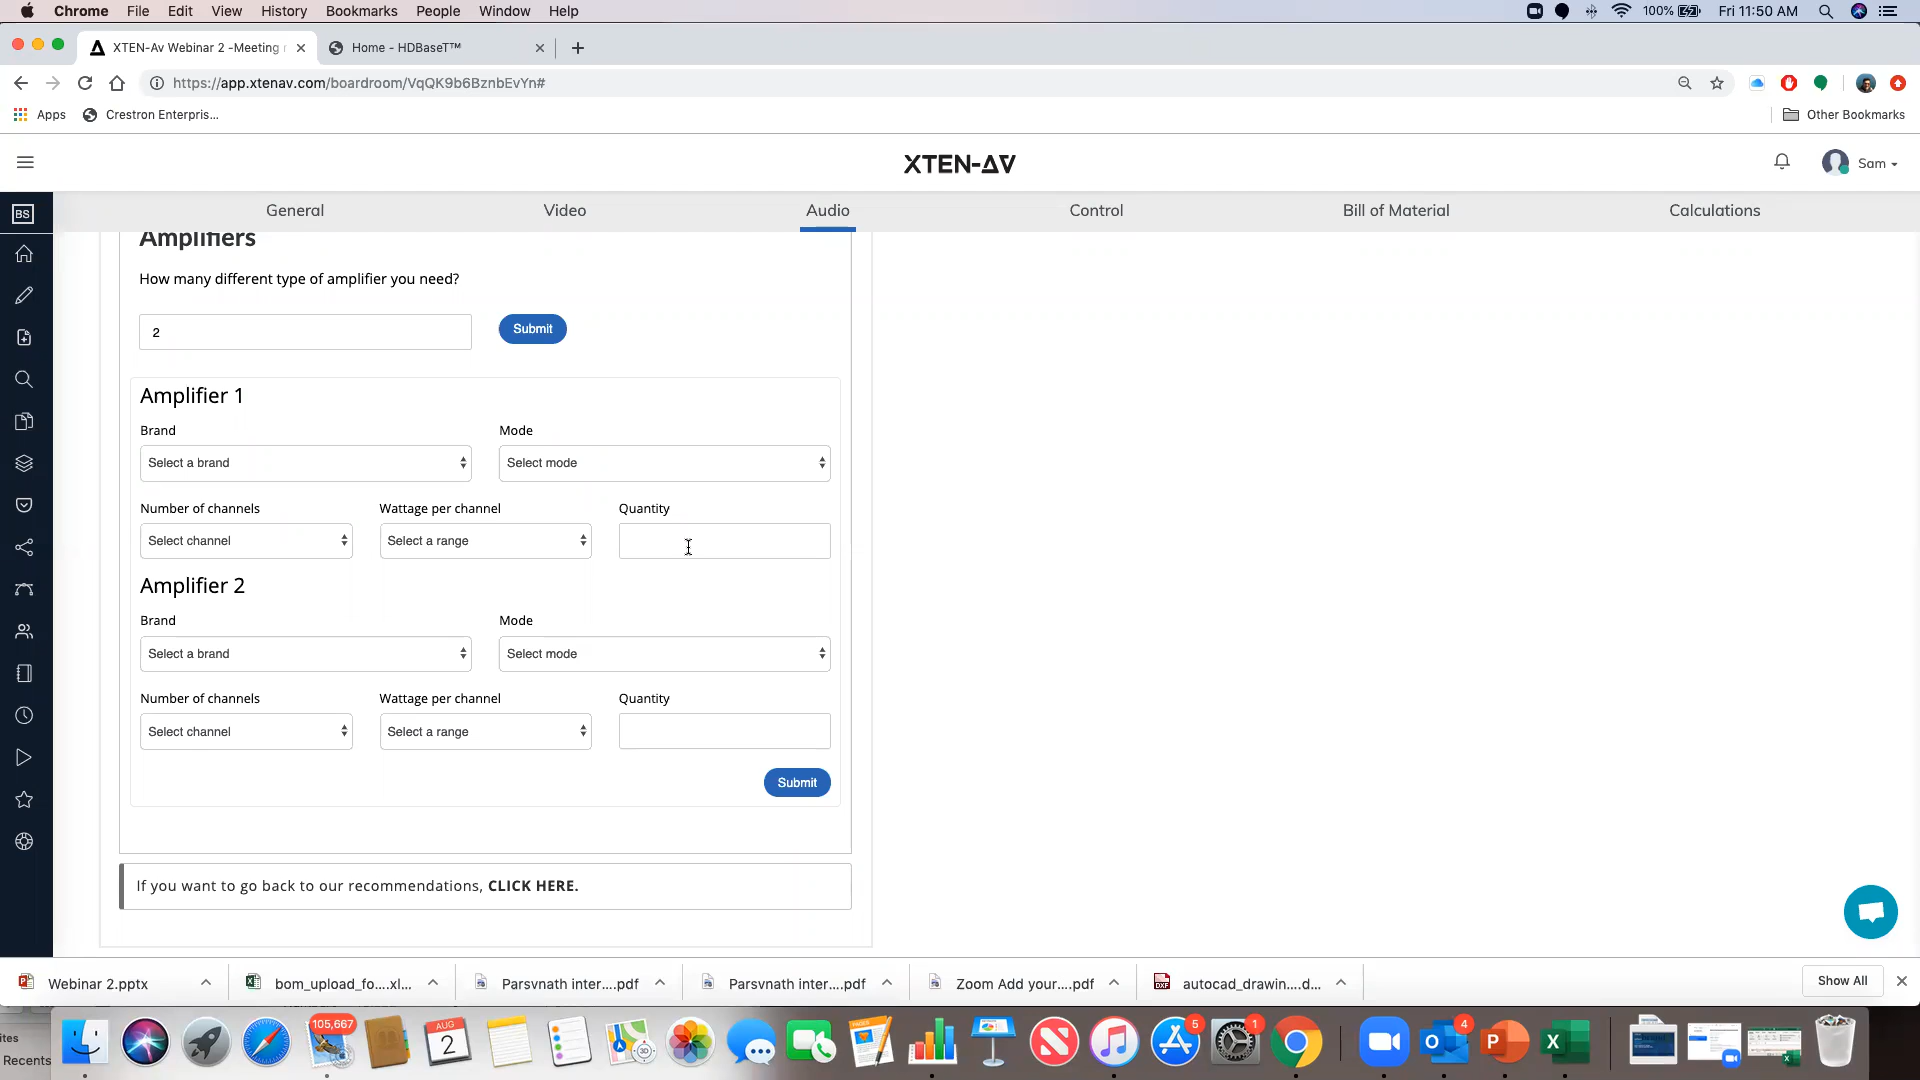 Chrome File Edit View History Bookmarks People Window Help 100% Fri 11:50 AM
XTEN-Av Webinar 2 -Meeting Home - HDBaseT™
https://app.xtenav.com/boardroom/VqQK9b6BznbEvYn#
Apps Crestron Enterpris... Other Bookmarks
XTEN-AV Sam
BS General Video Audio Control Bill of Material Calculations
Amplifiers
How many different type of amplifier you need?
2 Submit
Amplifier 1
Brand Mode
Select a brand Select mode
Number of channels Wattage per channel Quantity
Select channel Select a range
Amplifier 2
Brand Mode
Select a brand Select mode
Number of channels Wattage per channel Quantity
Select channel Select a range
Submit
If you want to go back to our recommendations, CLICK HERE.
Webinar 2.pptx bom_upload_fo....xl... Parsvnath inter....pdf Parsvnath inter....pdf Zoom Add your....pdf autocad_drawin....d... Show All
105,667 AUG 2 5 1 4
Recents